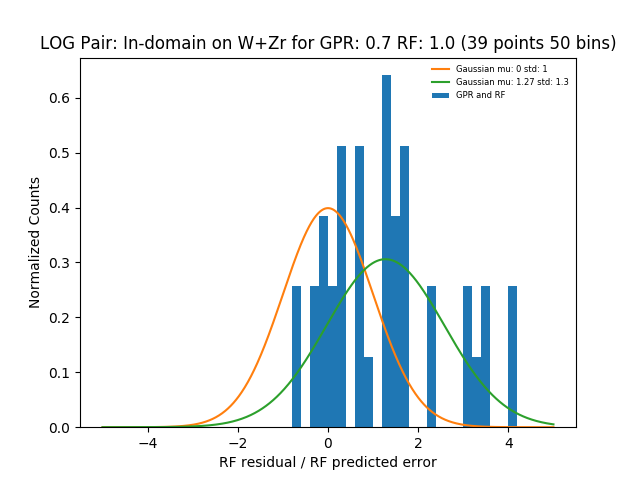 LOG Pair: In-domain on W+Zr for GPR: 0.7 RF: 1.0 (39 points 50 bins)
Gaussian mu: 0 std: 1
Gaussian mu: 1.27 std: 1.3
GPR and RF
Normalized Counts
0.6
0.5
0.4
0.3
0.2
0.1
0.0
−4 −2 0 2 4
RF residual / RF predicted error